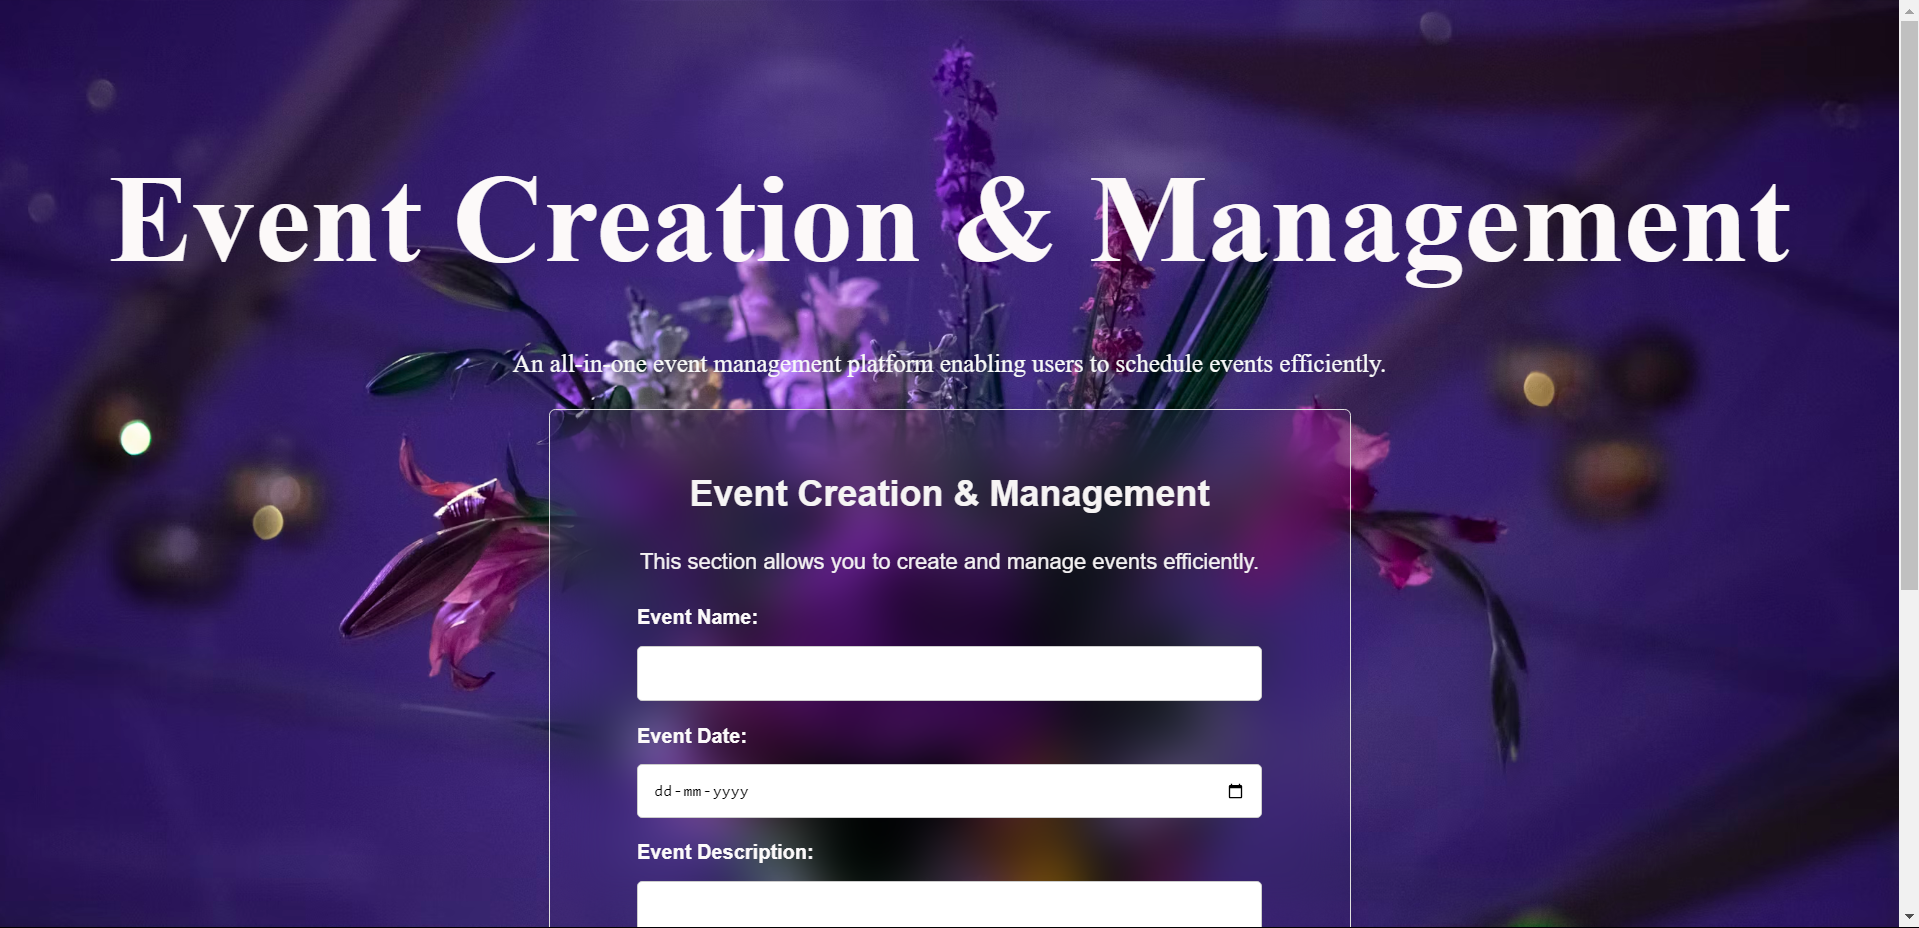 Event Creation & Management
An all-in-one event management platform enabling users to schedule events efficiently.
Event Creation & Management
This section allows you to create and manage events efficiently.
Event Name:
Event Date:
dd-mm-yyyy
Event Description: